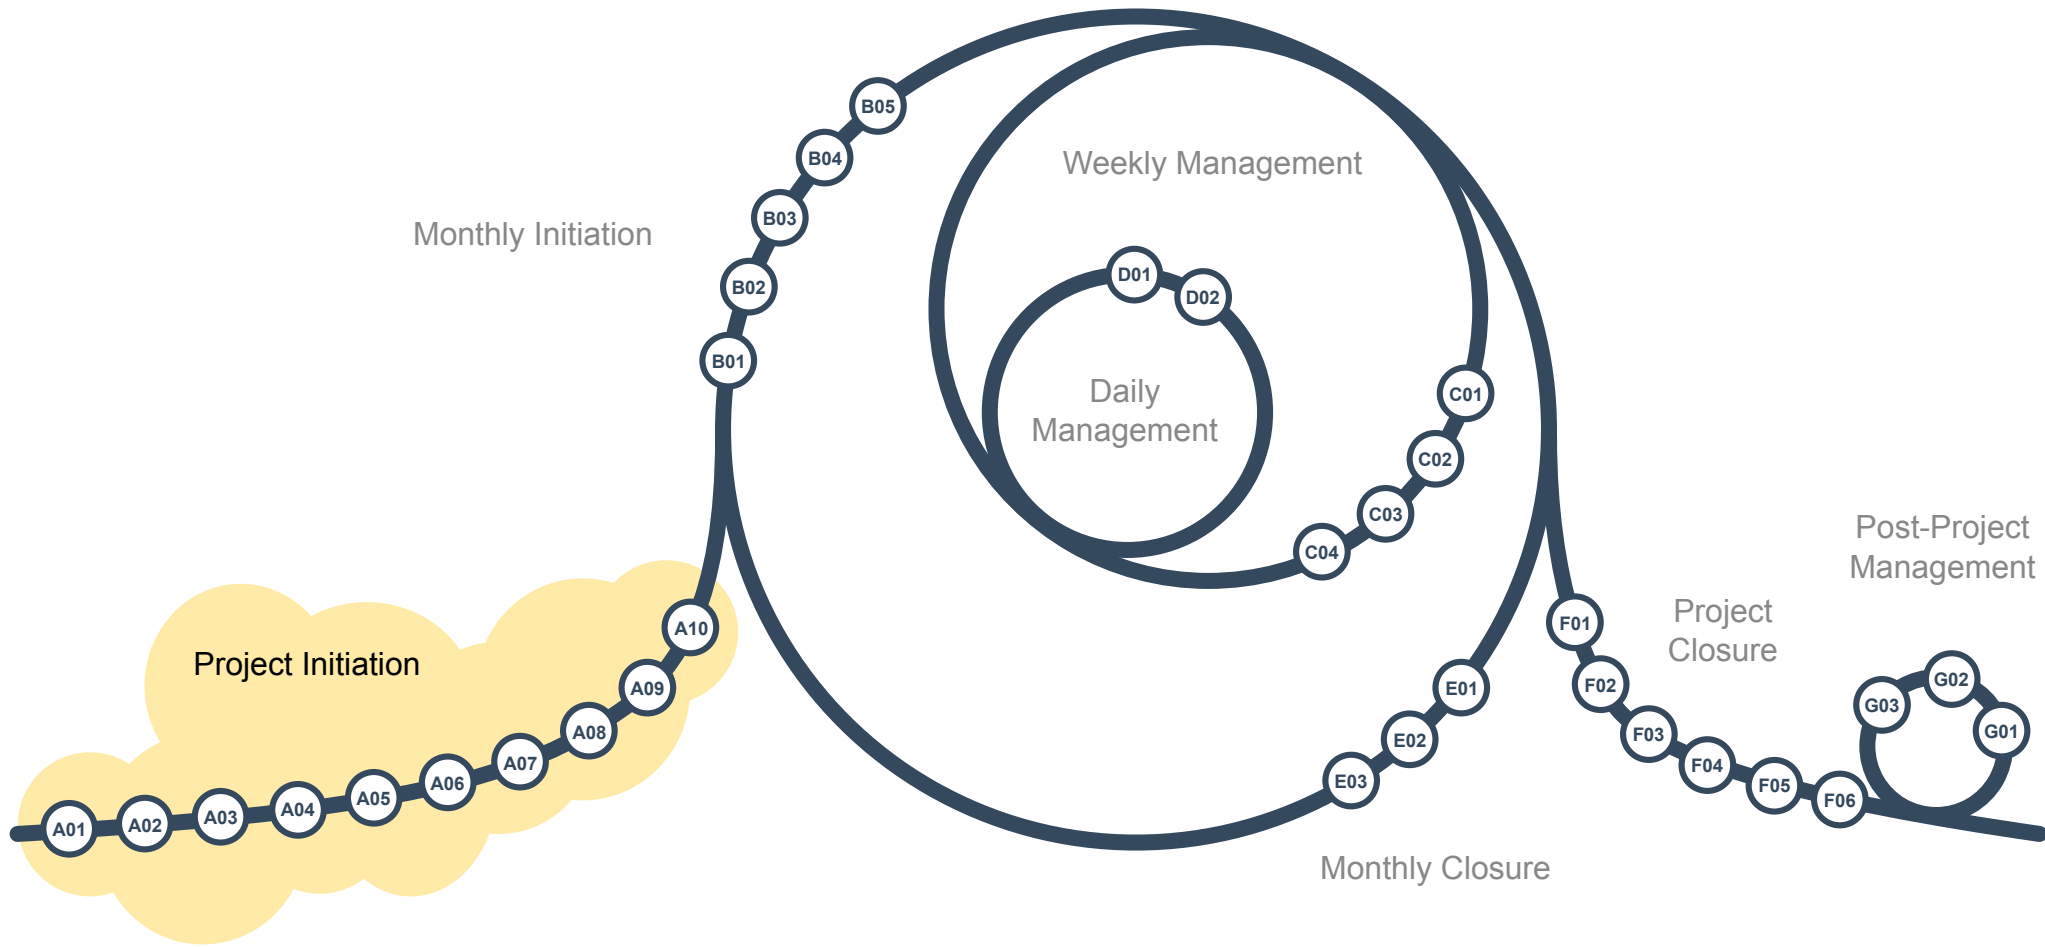 Project Initiation
A01
A02
A03
A04
A05
A06
A07
A08
A09
A10
Monthly Initiation
B01
B02
B03
B04
B05
Weekly Management
C01
C02
C03
C04
Daily
Management
D01
D02
Monthly Closure
E01
E02
E03
Project
Closure
F01
F02
F03
F04
F05
F06
Post-Project
Management
G01
G02
G03